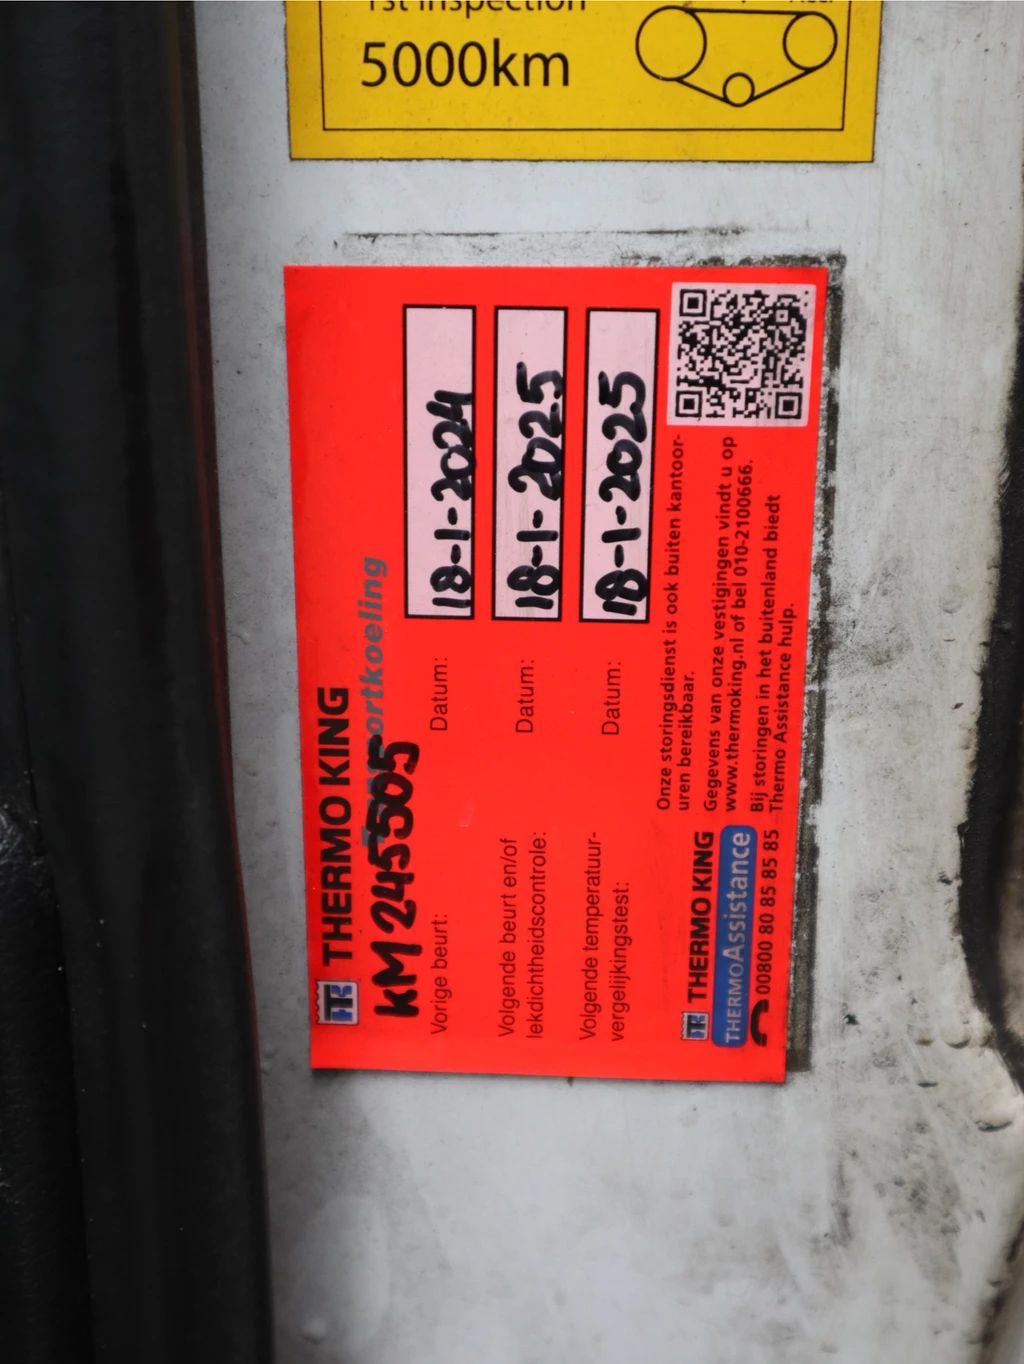 5000km
THERMO KING
KM 245505
Vorige beurt: Datum: 18-1-2024
Volgende beurt en/of
lekdichtheidscontrole: Datum: 18-1-2025
Volgende temperatuur-
vergelijkingstest: Datum: 18-1-2025
THERMO KING
THERMOAssistance
00800 80 85 85 85
Onze storingsdienst is ook buiten kantoor-
uren bereikbaar.
Gegevens van onze vestigingen vindt u op
www.thermoking.nl of bel 010-2100666.
Bij storingen in het buitenland biedt
Thermo Assistance hulp.